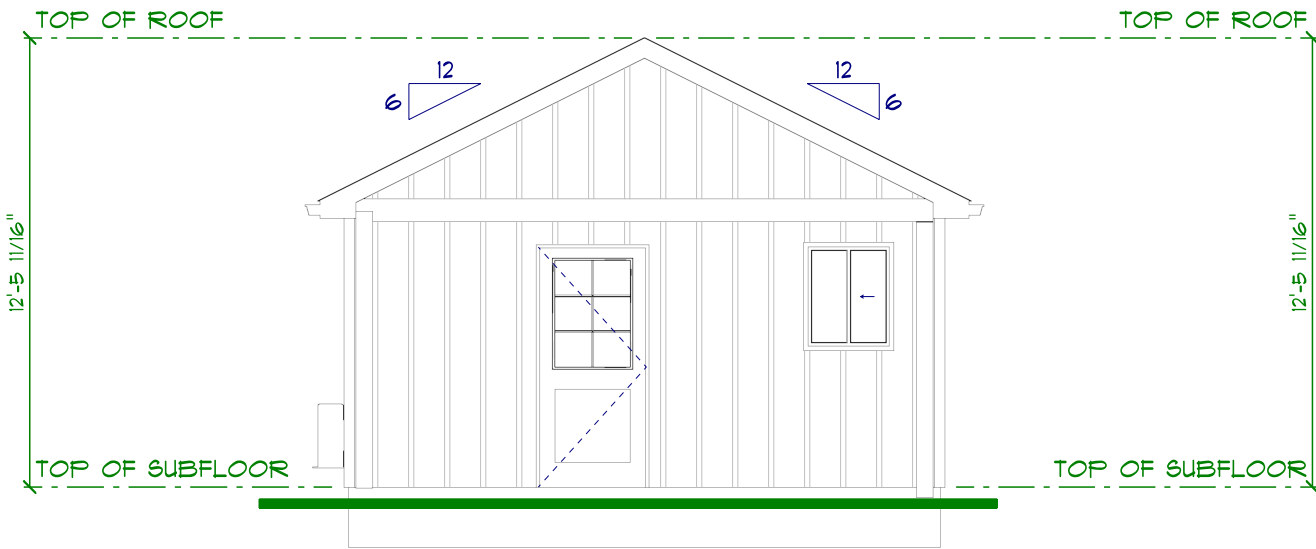 TOP OF ROOF
TOP OF ROOF
12
6
12
6
12'-5 11/16"
12'-5 11/16"
TOP OF SUBFLOOR
TOP OF SUBFLOOR